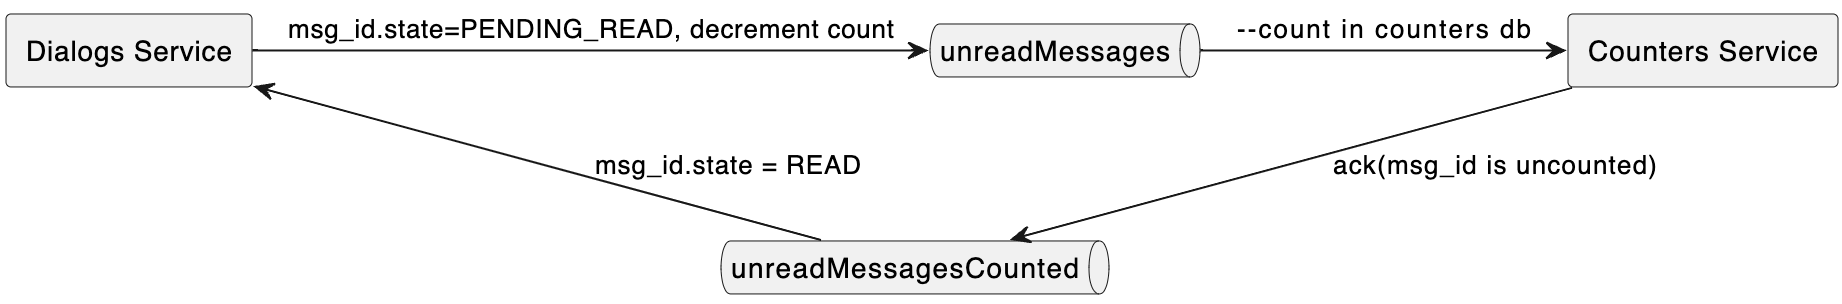 Dialogs Service
msg_id.state=PENDING_READ, decrement count
unreadMessages
--count in counters db
Counters Service
msg_id.state = READ
ack(msg_id is uncounted)
unreadMessagesCounted